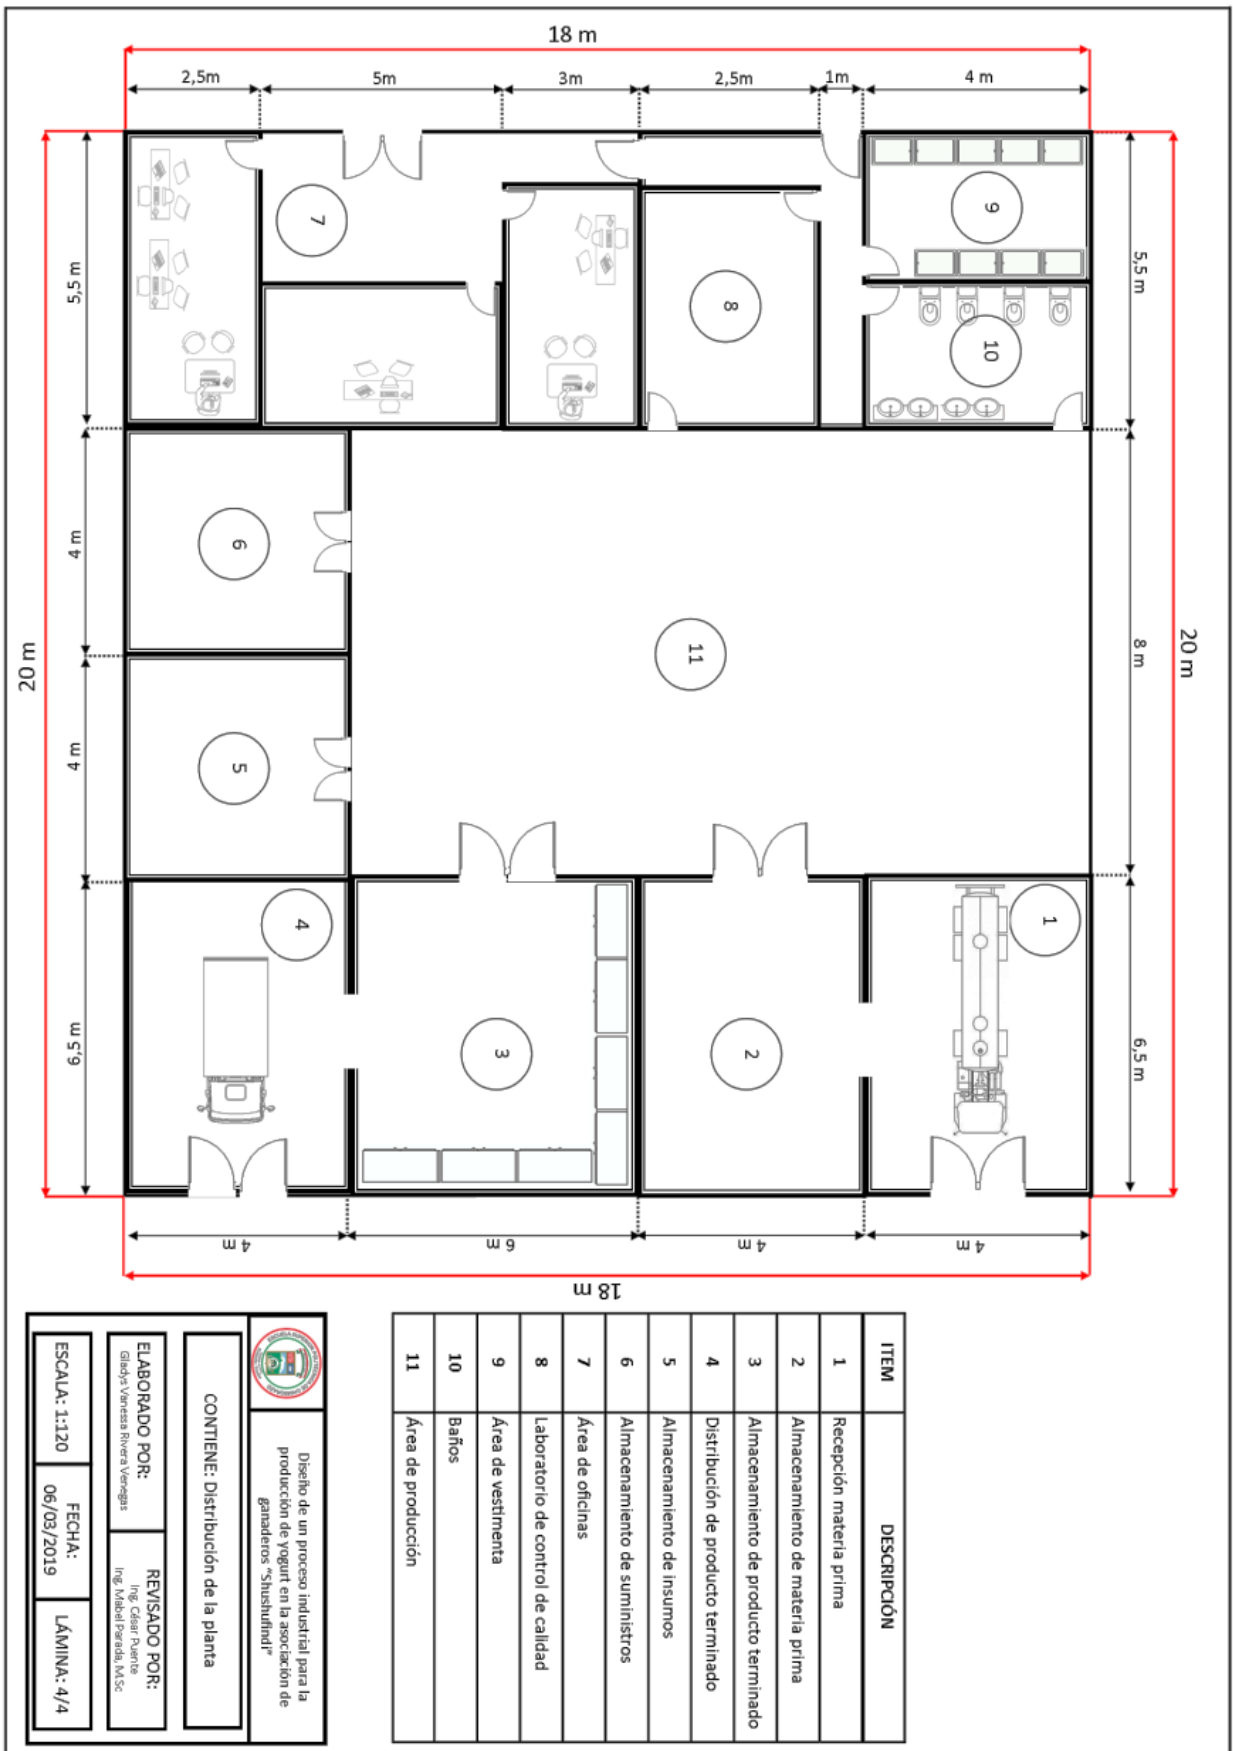 18 m
2,5m
5m
3m
2,5m
1m
4 m
20 m
5,5 m
4 m
4 m
6,5 m
20 m
5,5 m
8 m
6,5 m
7
8
9
10
6
11
5
4
3
2
1
4 m
6 m
4 m
4 m
18 m
ITEM DESCRIPCIÓN
1 Recepción materia prima
2 Almacenamiento de materia prima
3 Almacenamiento de producto terminado
4 Distribución de producto terminado
5 Almacenamiento de insumos
6 Almacenamiento de suministros
7 Área de oficinas
8 Laboratorio de control de calidad
9 Área de vestimenta
10 Baños
11 Área de producción
Diseño de un proceso industrial para la
producción de yogurt en la asociación de
ganaderos "Shushufindi"
CONTIENE: Distribución de la planta
ELABORADO POR:
Gladys Vanessa Rivera Venegas
REVISADO POR:
Ing. César Puente
Ing. Mabel Parada, M.Sc
ESCALA: 1:120
FECHA:
06/03/2019
LÁMINA: 4/4